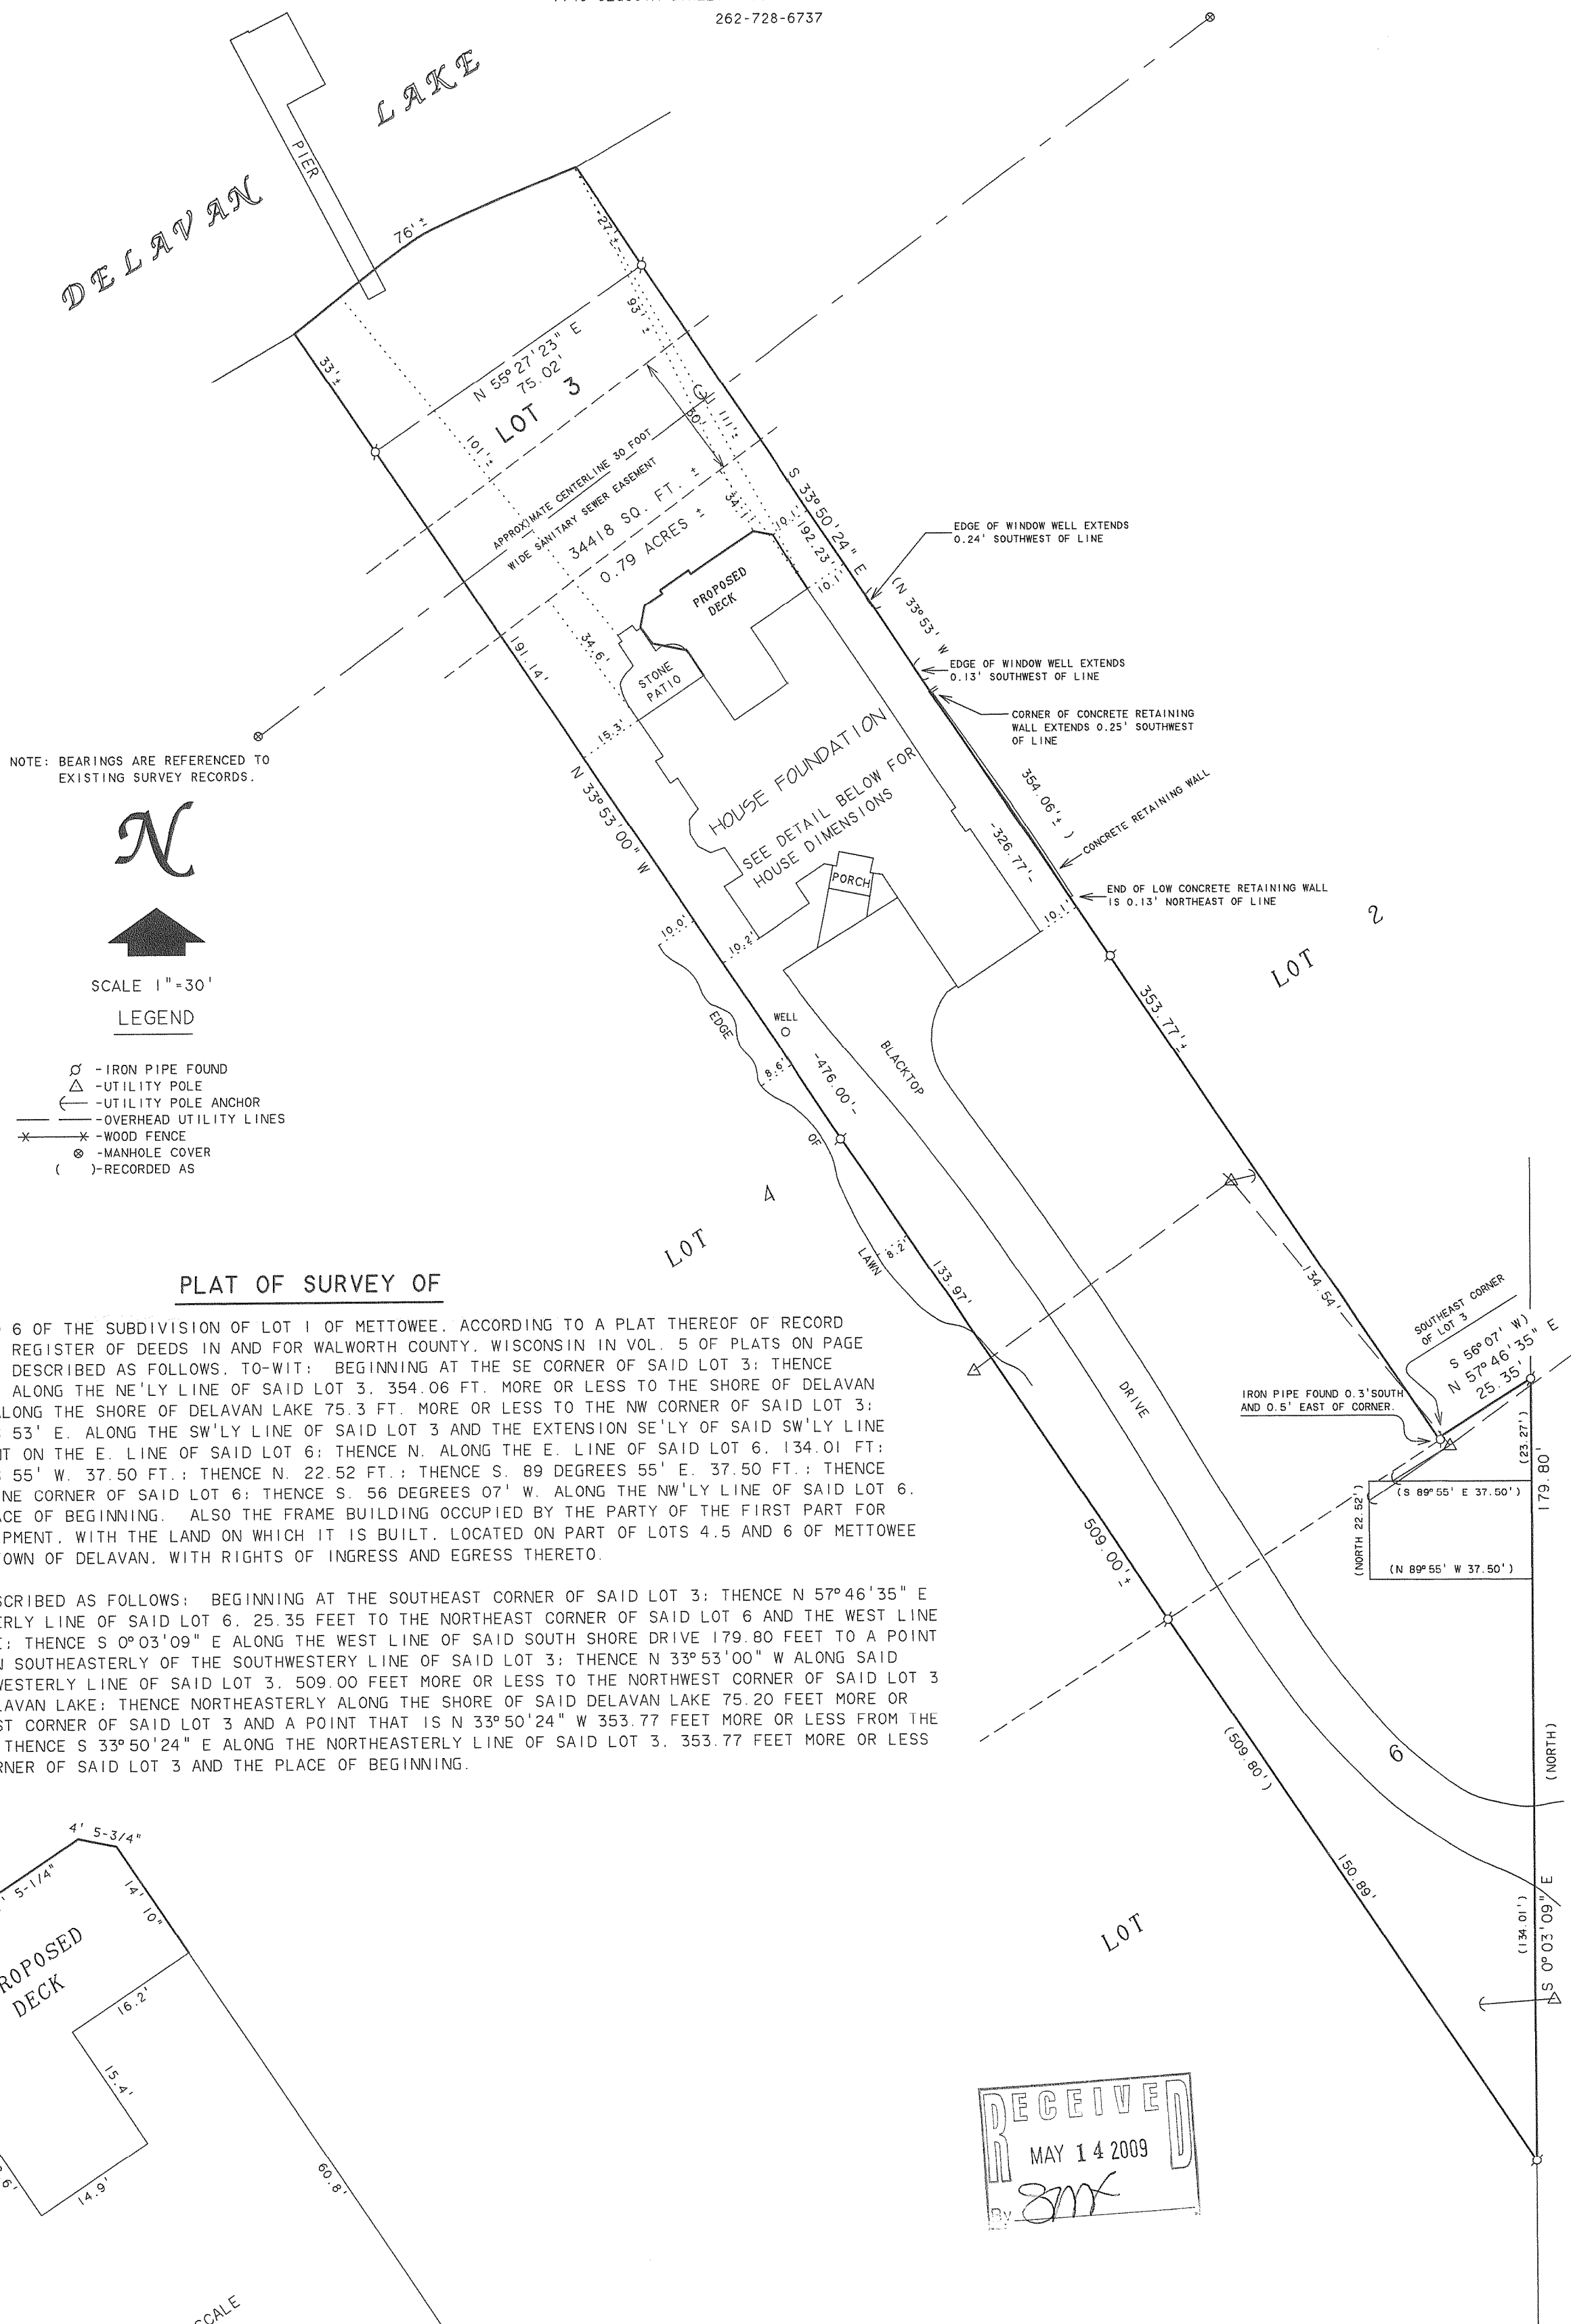 262-728-6737
DELAVAN LAKE
PIER
76'±
27'±
33'±
93'±
N 55°27'23" E
75.02'
LOT 3
101'±
111'±
30'
APPROXIMATE CENTERLINE 30 FOOT
WIDE SANITARY SEWER EASEMENT
34418 SQ. FT. ±
0.79 ACRES ±
S 33°50'24" E
192.23'
10.1'
10.1'
(N 33°53' W
354.06'± )
EDGE OF WINDOW WELL EXTENDS
0.24' SOUTHWEST OF LINE
EDGE OF WINDOW WELL EXTENDS
0.13' SOUTHWEST OF LINE
CORNER OF CONCRETE RETAINING
WALL EXTENDS 0.25' SOUTHWEST
OF LINE
CONCRETE RETAINING WALL
END OF LOW CONCRETE RETAINING WALL
IS 0.13' NORTHEAST OF LINE
PROPOSED
DECK
STONE
PATIO
34.6'
191.14'
15.3'
N 33°53'00" W
HOUSE FOUNDATION
SEE DETAIL BELOW FOR
HOUSE DIMENSIONS
-326.77'-
PORCH
10.0'
10.2'
10.1'
NOTE: BEARINGS ARE REFERENCED TO
EXISTING SURVEY RECORDS.
N
SCALE 1"=30'
LEGEND
-IRON PIPE FOUND
-UTILITY POLE
-UTILITY POLE ANCHOR
-OVERHEAD UTILITY LINES
-WOOD FENCE
-MANHOLE COVER
( )-RECORDED AS
LOT 2
353.77'±
WELL
EDGE
OF
LAWN
8.6'
-476.00'-
BLACKTOP
DRIVE
LOT 4
8.2'
133.97'
134.54'
SOUTHEAST CORNER
OF LOT 3
S 56°07' W)
N 57°46'35" E
25.35'
IRON PIPE FOUND 0.3'SOUTH
AND 0.5' EAST OF CORNER.
(23.27')
179.80'
(S 89°55' E 37.50')
(NORTH 22.52')
(N 89°55' W 37.50')
509.00'±
(509.80')
(NORTH)
6
150.89'
(134.01')
S 0°03'09" E
LOT
PLAT OF SURVEY OF
6 OF THE SUBDIVISION OF LOT 1 OF METTOWEE, ACCORDING TO A PLAT THEREOF OF RECORD
REGISTER OF DEEDS IN AND FOR WALWORTH COUNTY, WISCONSIN IN VOL. 5 OF PLATS ON PAGE
DESCRIBED AS FOLLOWS, TO-WIT: BEGINNING AT THE SE CORNER OF SAID LOT 3; THENCE
ALONG THE NE'LY LINE OF SAID LOT 3, 354.06 FT. MORE OR LESS TO THE SHORE OF DELAVAN
LONG THE SHORE OF DELAVAN LAKE 75.3 FT. MORE OR LESS TO THE NW CORNER OF SAID LOT 3;
53' E. ALONG THE SW'LY LINE OF SAID LOT 3 AND THE EXTENSION SE'LY OF SAID SW'LY LINE
NT ON THE E. LINE OF SAID LOT 6; THENCE N. ALONG THE E. LINE OF SAID LOT 6, 134.01 FT;
55' W. 37.50 FT.; THENCE N. 22.52 FT.; THENCE S. 89 DEGREES 55' E. 37.50 FT.; THENCE
NE CORNER OF SAID LOT 6; THENCE S. 56 DEGREES 07' W. ALONG THE NW'LY LINE OF SAID LOT 6,
ACE OF BEGINNING. ALSO THE FRAME BUILDING OCCUPIED BY THE PARTY OF THE FIRST PART FOR
PMENT, WITH THE LAND ON WHICH IT IS BUILT, LOCATED ON PART OF LOTS 4,5 AND 6 OF METTOWEE
OWN OF DELAVAN, WITH RIGHTS OF INGRESS AND EGRESS THERETO.
SCRIBED AS FOLLOWS: BEGINNING AT THE SOUTHEAST CORNER OF SAID LOT 3; THENCE N 57°46'35" E
ERLY LINE OF SAID LOT 6, 25.35 FEET TO THE NORTHEAST CORNER OF SAID LOT 6 AND THE WEST LINE
E; THENCE S 0°03'09" E ALONG THE WEST LINE OF SAID SOUTH SHORE DRIVE 179.80 FEET TO A POINT
N SOUTHEASTERLY OF THE SOUTHWESTERY LINE OF SAID LOT 3; THENCE N 33°53'00" W ALONG SAID
WESTERLY LINE OF SAID LOT 3, 509.00 FEET MORE OR LESS TO THE NORTHWEST CORNER OF SAID LOT 3
LAVAN LAKE; THENCE NORTHEASTERLY ALONG THE SHORE OF SAID DELAVAN LAKE 75.20 FEET MORE OR
ST CORNER OF SAID LOT 3 AND A POINT THAT IS N 33°50'24" W 353.77 FEET MORE OR LESS FROM THE
THENCE S 33°50'24" E ALONG THE NORTHEASTERLY LINE OF SAID LOT 3, 353.77 FEET MORE OR LESS
RNER OF SAID LOT 3 AND THE PLACE OF BEGINNING.
4' 5-3/4"
5-1/4"
14' 10"
ROPOSED
DECK
16.2'
15.4'
14.9'
60.8'
SCALE
RECEIVED
MAY 14 2009
By